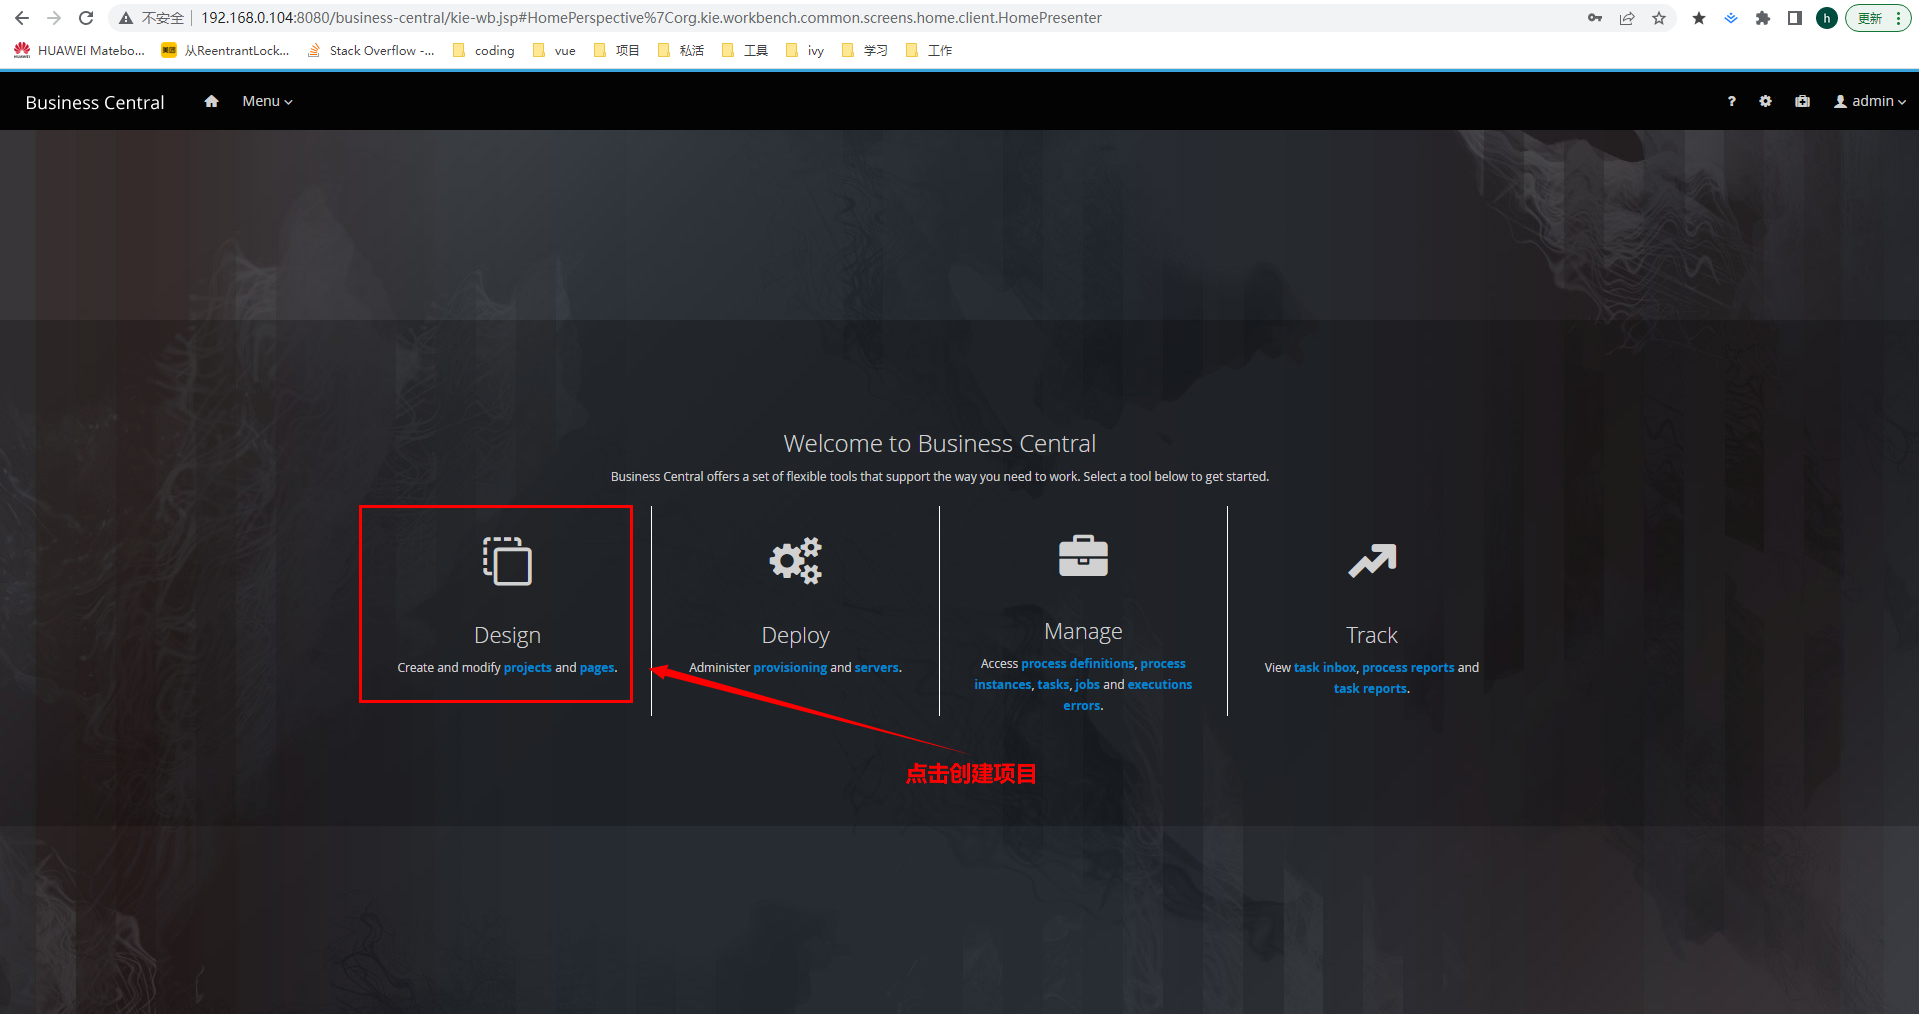 不安全 192.168.0.104:8080/business-central/kie-wb.jsp#HomePerspective%7Corg.kie.workbench.common.screens.home.client.HomePresenter h 更新
HUAWEI Matebo... 美团 从ReentrantLock... Stack Overflow -... coding vue 项目 私活 工具 ivy 学习 工作
Business Central Menu ? admin
Welcome to Business Central
Business Central offers a set of flexible tools that support the way you need to work. Select a tool below to get started.
Design
Create and modify projects and pages.
Deploy
Administer provisioning and servers.
Manage
Access process definitions, process
instances, tasks, jobs and executions
errors.
Track
View task inbox, process reports and
task reports.
点击创建项目